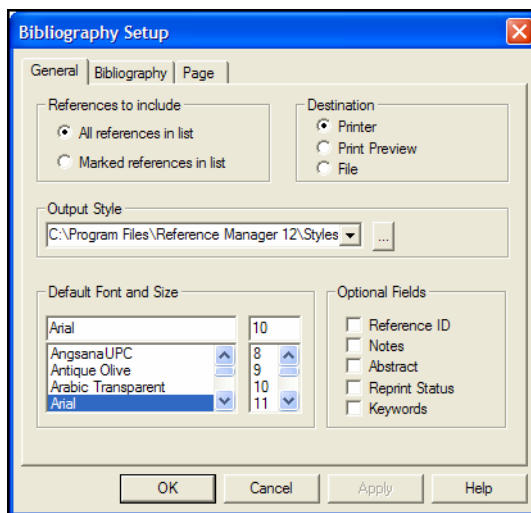 Bibliography Setup
General Bibliography Page
References to include
All references in list
Marked references in list
Destination
Printer
Print Preview
File
Output Style
C:\Program Files\Reference Manager 12\Styles ...
Default Font and Size
Arial 10
AngsanaUPC 8
Antique Olive 9
Arabic Transparent 10
Arial 11
Optional Fields
Reference ID
Notes
Abstract
Reprint Status
Keywords
OK Cancel Apply Help